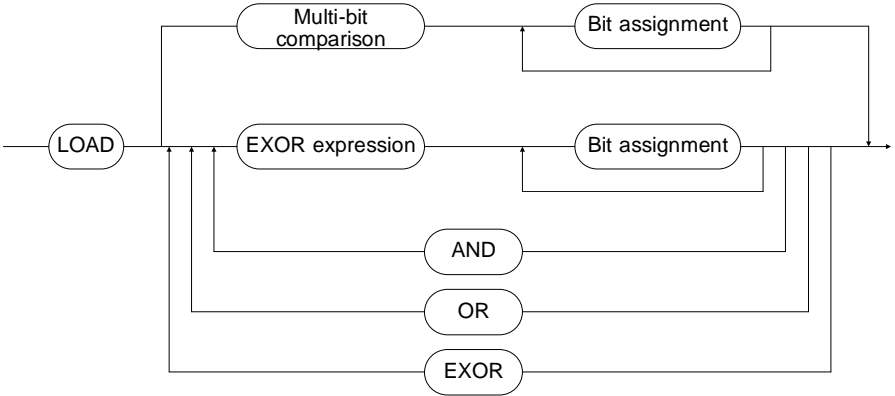 Multi-bit
comparison
Bit assignment
LOAD
EXOR expression
Bit assignment
AND
OR
EXOR